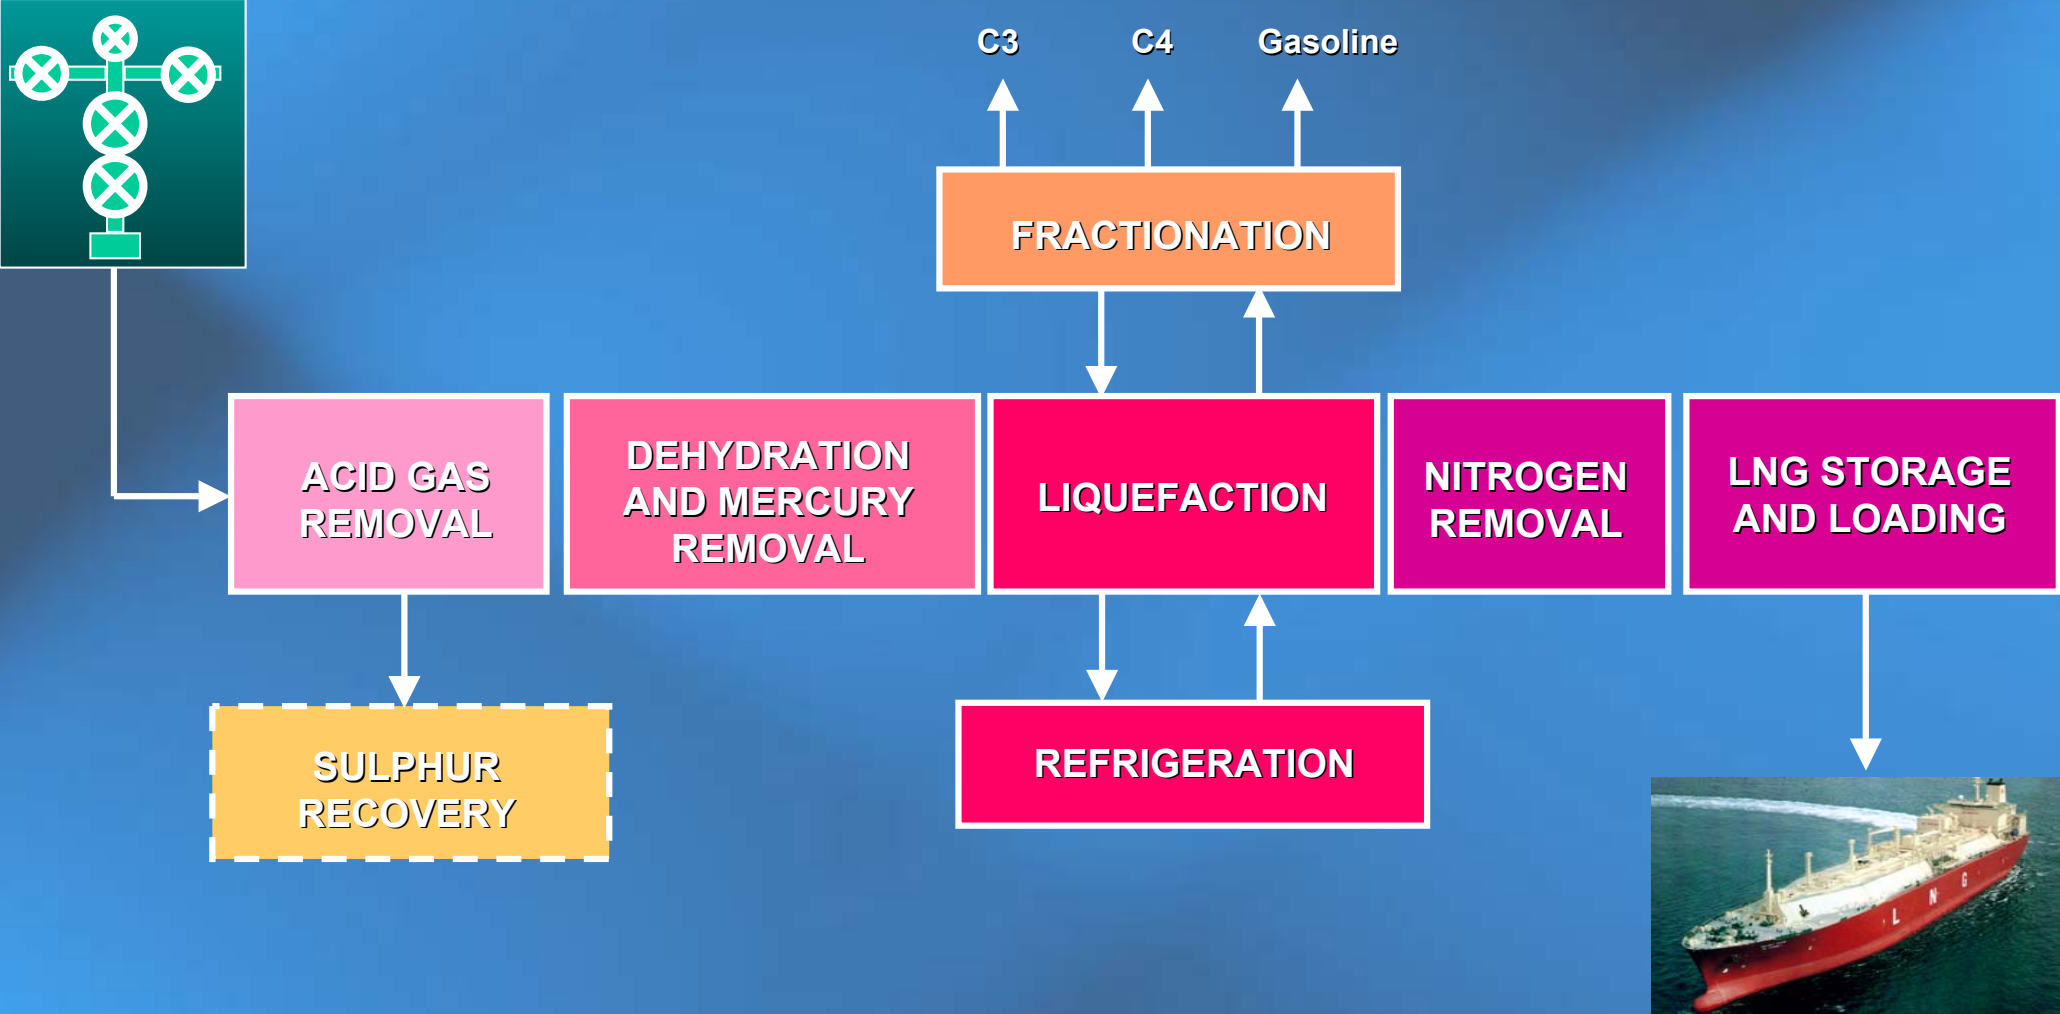 C3
C4
Gasoline
FRACTIONATION
ACID GAS
REMOVAL
DEHYDRATION
AND MERCURY
REMOVAL
LIQUEFACTION
NITROGEN
REMOVAL
LNG STORAGE
AND LOADING
SULPHUR
RECOVERY
REFRIGERATION
L N G